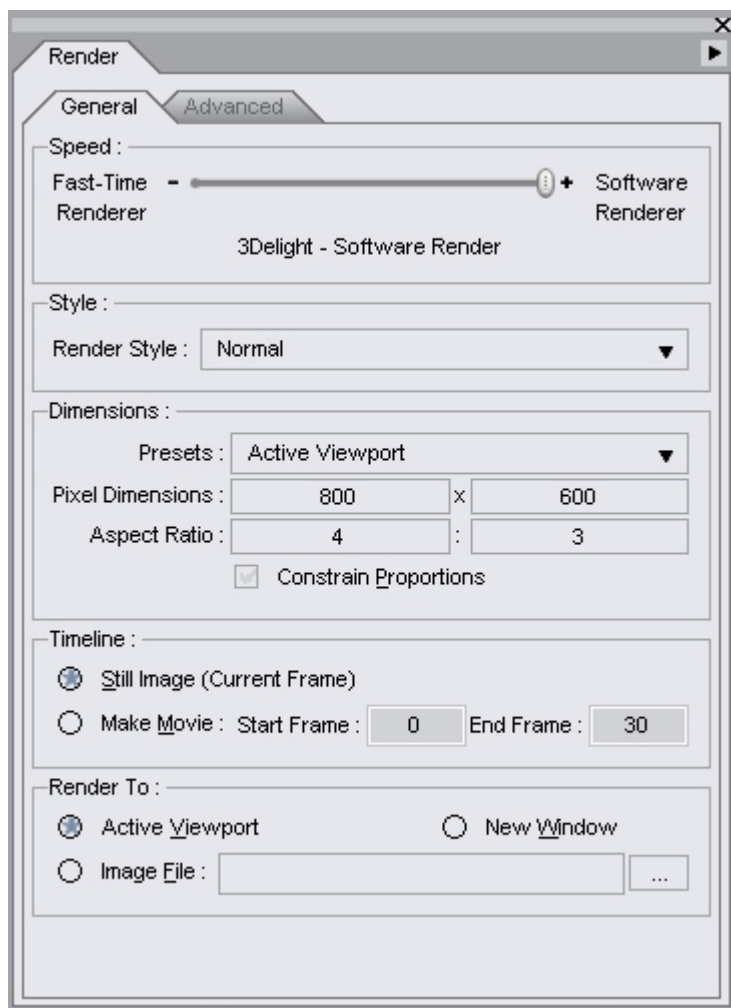 Render
General Advanced
Speed :
Fast-Time Renderer - + Software Renderer
3Delight - Software Render
Style :
Render Style : Normal
Dimensions :
Presets : Active Viewport
Pixel Dimensions : 800 x 600
Aspect Ratio : 4 : 3
Constrain Proportions
Timeline :
Still Image (Current Frame)
Make Movie : Start Frame : 0 End Frame : 30
Render To :
Active Viewport New Window
Image File : ...